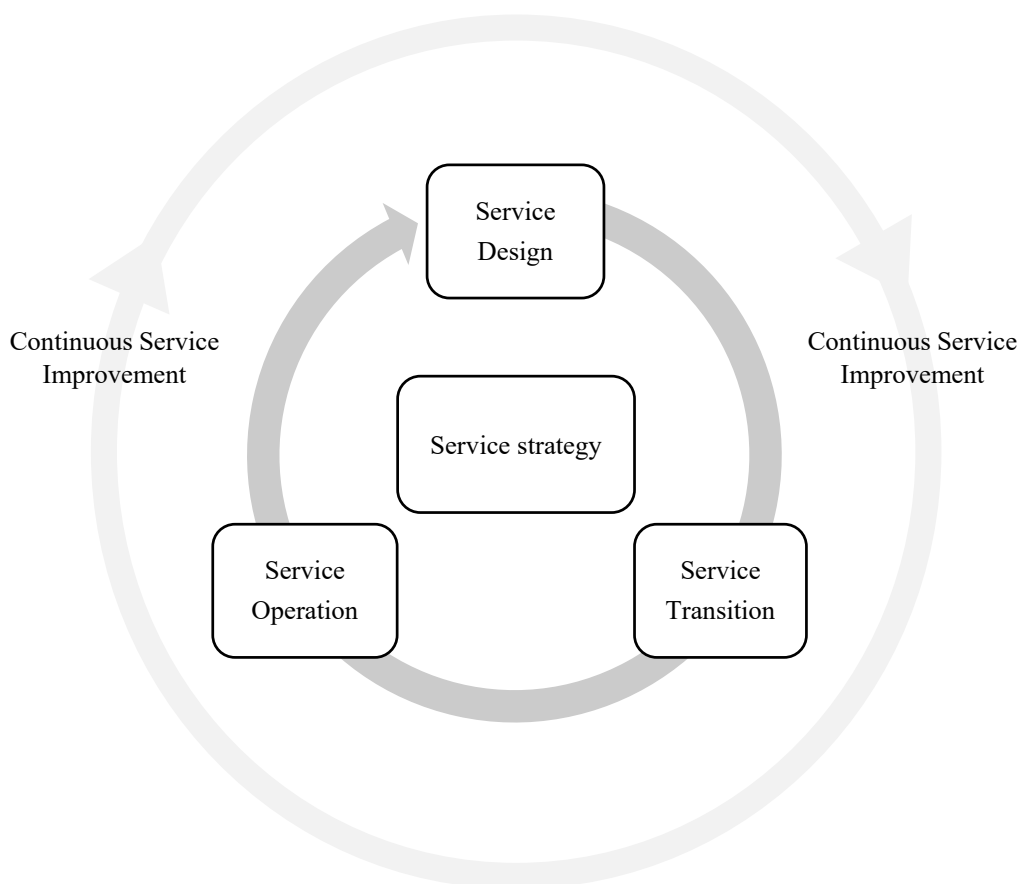 Service
Design
Continuous Service
Improvement
Continuous Service
Improvement
Service strategy
Service
Operation
Service
Transition